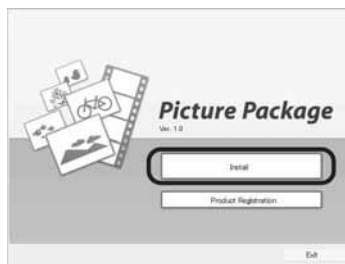 Picture Package
Ver. 1.0
Install
Product Registration
Exit